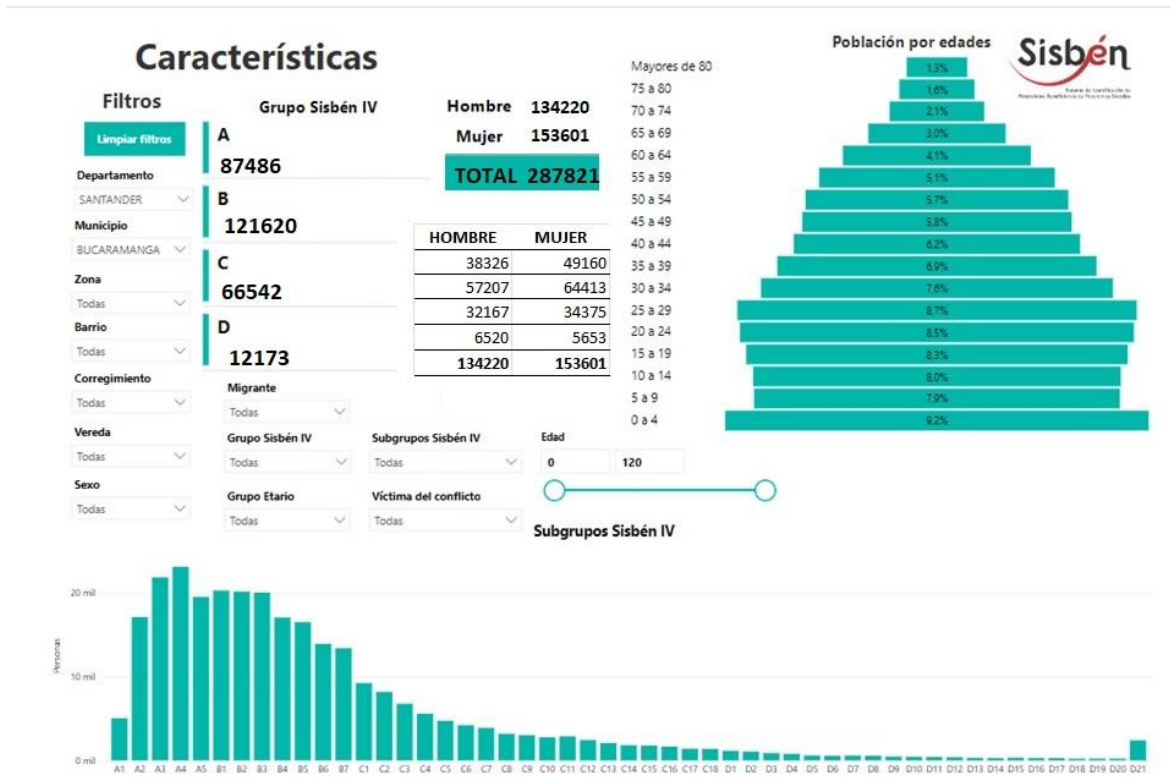 Características
Filtros
Limpiar filtros
Departamento
SANTANDER
Municipio
BUCARAMANGA
Zona
Todas
Barrio
Todas
Corregimiento
Todas
Vereda
Todas
Sexo
Todas
Grupo Sisbén IV
A
87486
B
121620
C
66542
D
12173
Hombre 134220
Mujer 153601
TOTAL 287821
HOMBRE MUJER
38326 49160
57207 64413
32167 34375
6520 5653
134220 153601
Migrante
Todas
Grupo Sisbén IV
Todas
Subgrupos Sisbén IV
Todas
Edad
0 120
Grupo Etario
Todas
Víctima del conflicto
Todas
Población por edades
Sisbén
Mayores de 80 1,3%
75 a 80 1,6%
70 a 74 2,1%
65 a 69 3,0%
60 a 64 4,1%
55 a 59 5,1%
50 a 54 5,7%
45 a 49 5,8%
40 a 44 6,2%
35 a 39 6,9%
30 a 34 7,6%
25 a 29 8,7%
20 a 24 8,5%
15 a 19 8,3%
10 a 14 8,0%
5 a 9 7,9%
0 a 4 9,2%
Subgrupos Sisbén IV
Personas
20 mil
10 mil
0 mil
A1 A2 A3 A4 A5 B1 B2 B3 B4 B5 B6 B7 C1 C2 C3 C4 C5 C6 C7 C8 C9 C10 C11 C12 C13 C14 C15 C16 C17 C18 D1 D2 D3 D4 D5 D6 D7 D8 D9 D10 D11 D12 D13 D14 D15 D16 D17 D18 D19 D20 D21